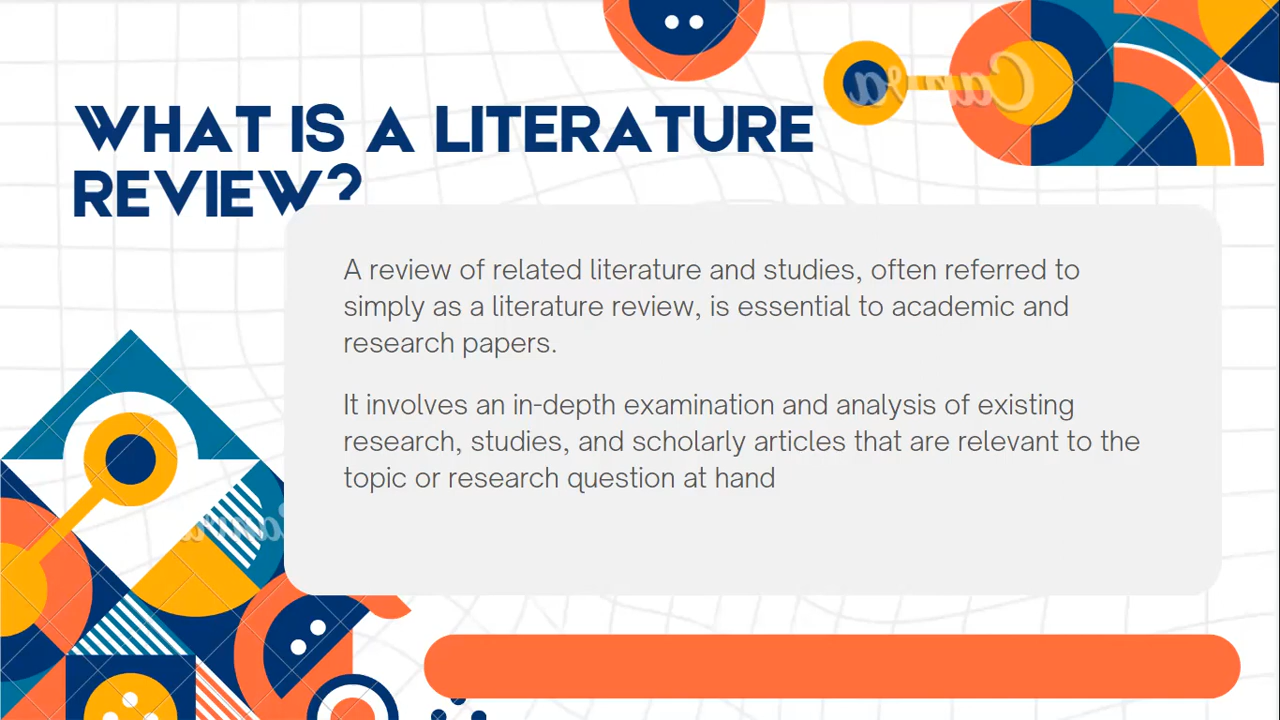 WHAT IS A LITERATURE
REVIEW?
Canva
A review of related literature and studies, often referred to
simply as a literature review, is essential to academic and
research papers.
It involves an in-depth examination and analysis of existing
research, studies, and scholarly articles that are relevant to the
topic or research question at hand
Canva